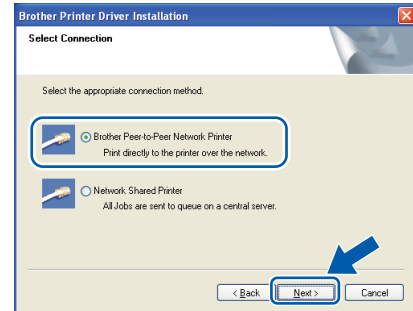 Brother Printer Driver Installation
Select Connection
Select the appropriate connection method.
Brother Peer-to-Peer Network Printer
Print directly to the printer over the network.
Network Shared Printer
All Jobs are sent to queue on a central server.
< Back Next > Cancel